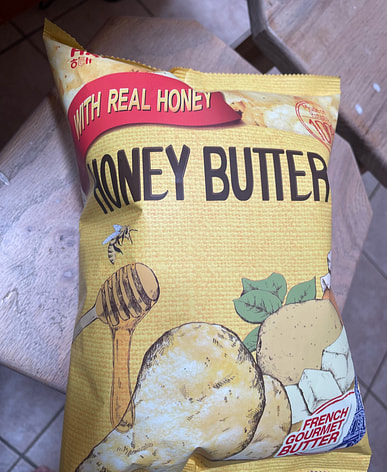 WITH REAL HONEY
HONEY BUTTER
FRENCH
GOURMET
BUTTER